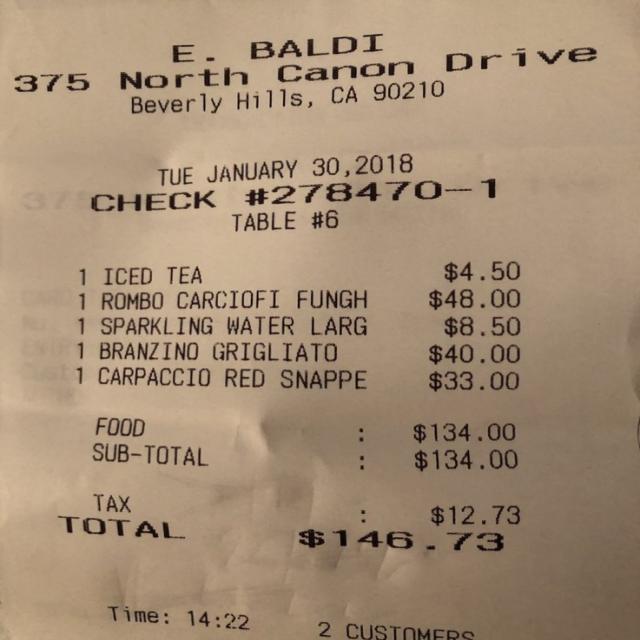 E. BALDI
375 North Canon Drive
Beverly Hills, CA 90210
TUE JANUARY 30,2018
CHECK #278470-1
TABLE #6
1 ICED TEA $4.50
1 ROMBO CARCIOFI FUNGH $48.00
1 SPARKLING WATER LARG $8.50
1 BRANZINO GRIGLIATO $40.00
1 CARPACCIO RED SNAPPE $33.00
FOOD : $134.00
SUB-TOTAL : $134.00
TAX : $12.73
TOTAL $146.73
Time: 14:22 2 CUSTOMERS